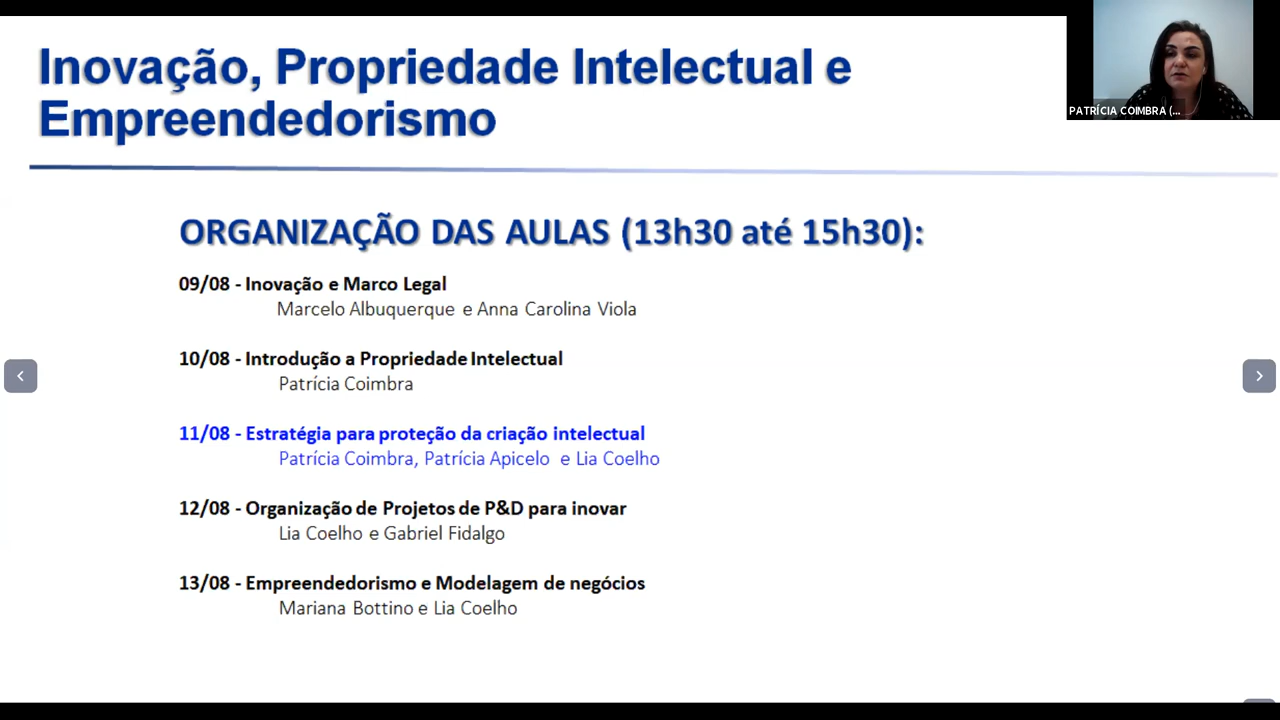 Inovação, Propriedade Intelectual e
Empreendedorismo
PATRÍCIA COIMBRA (...
ORGANIZAÇÃO DAS AULAS (13h30 até 15h30):
09/08 - Inovação e Marco Legal
Marcelo Albuquerque e Anna Carolina Viola
10/08 - Introdução a Propriedade Intelectual
Patrícia Coimbra
11/08 - Estratégia para proteção da criação intelectual
Patrícia Coimbra, Patrícia Apicelo e Lia Coelho
12/08 - Organização de Projetos de P&D para inovar
Lia Coelho e Gabriel Fidalgo
13/08 - Empreendedorismo e Modelagem de negócios
Mariana Bottino e Lia Coelho